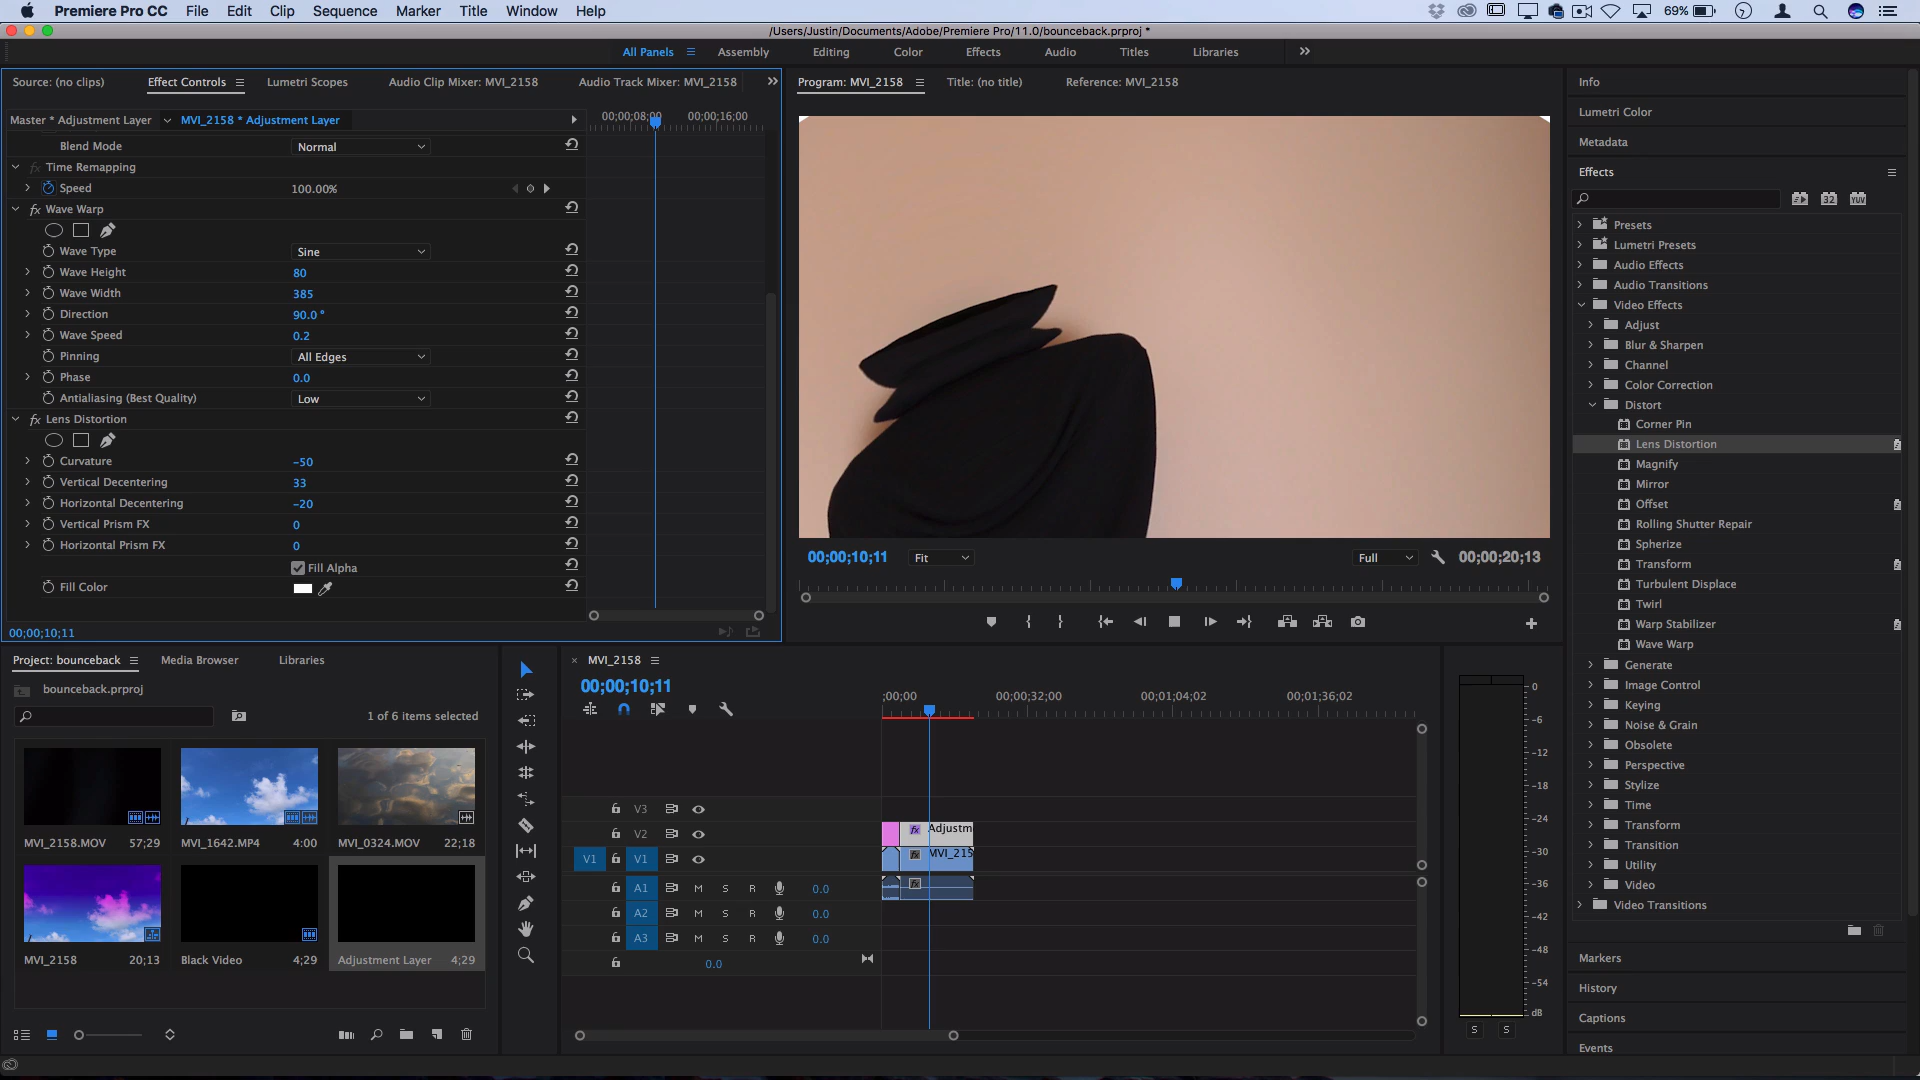 Premiere Pro CC File Edit Clip Sequence Marker Title Window Help 69%
/Users/Justin/Documents/Adobe/Premiere Pro/11.0/bounceback.prproj *
All Panels Assembly Editing Color Effects Audio Titles Libraries
Source: (no clips) Effect Controls Lumetri Scopes Audio Clip Mixer: MVI_2158 Audio Track Mixer: MVI_2158
Master * Adjustment Layer MVI_2158 * Adjustment Layer
00;00;08;00 00;00;16;00
Blend Mode Normal
Time Remapping
Speed 100.00%
fx Wave Warp
Wave Type Sine
Wave Height 80
Wave Width 385
Direction 90.0 °
Wave Speed 0.2
Pinning All Edges
Phase 0.0
Antialiasing (Best Quality) Low
fx Lens Distortion
Curvature -50
Vertical Decentering 33
Horizontal Decentering -20
Vertical Prism FX 0
Horizontal Prism FX 0
Fill Alpha
Fill Color
00;00;10;11
Program: MVI_2158 Title: (no title) Reference: MVI_2158
00;00;10;11 Fit Full 00;00;20;13
Info
Lumetri Color
Metadata
Effects
32 YUV
Presets
Lumetri Presets
Audio Effects
Audio Transitions
Video Effects
Adjust
Blur & Sharpen
Channel
Color Correction
Distort
Corner Pin
Lens Distortion
Magnify
Mirror
Offset
Rolling Shutter Repair
Spherize
Transform
Turbulent Displace
Twirl
Warp Stabilizer
Wave Warp
Generate
Image Control
Keying
Noise & Grain
Obsolete
Perspective
Stylize
Time
Transform
Transition
Utility
Video
Video Transitions
Markers
History
Captions
Events
Project: bounceback Media Browser Libraries
bounceback.prproj
1 of 6 items selected
MVI_2158.MOV 57;29
MVI_1642.MP4 4:00
MVI_0324.MOV 22;18
MVI_2158 20;13
Black Video 4;29
Adjustment Layer 4;29
× MVI_2158
00;00;10;11
;00;00 00;00;32;00 00;01;04;02 00;01;36;02
V3
V2 fx Adjustm
V1 V1 fx MVI_215
A1 M S R 0.0
A2 M S R 0.0
A3 M S R 0.0
0.0
0
-6
-12
-18
-24
-30
-36
-42
-48
-54
dB
S S